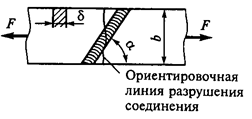 F
δ
α
b
F
Ориентировочная
линия разрушения
соединения